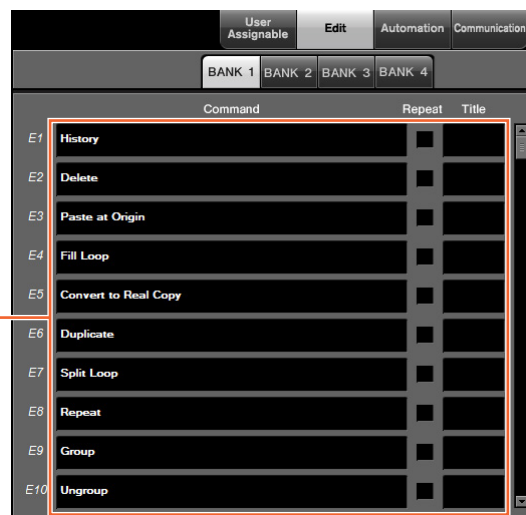 User Assignable Edit Automation Communication
BANK 1 BANK 2 BANK 3 BANK 4
Command Repeat Title
E1 History
E2 Delete
E3 Paste at Origin
E4 Fill Loop
E5 Convert to Real Copy
E6 Duplicate
E7 Split Loop
E8 Repeat
E9 Group
E10 Ungroup